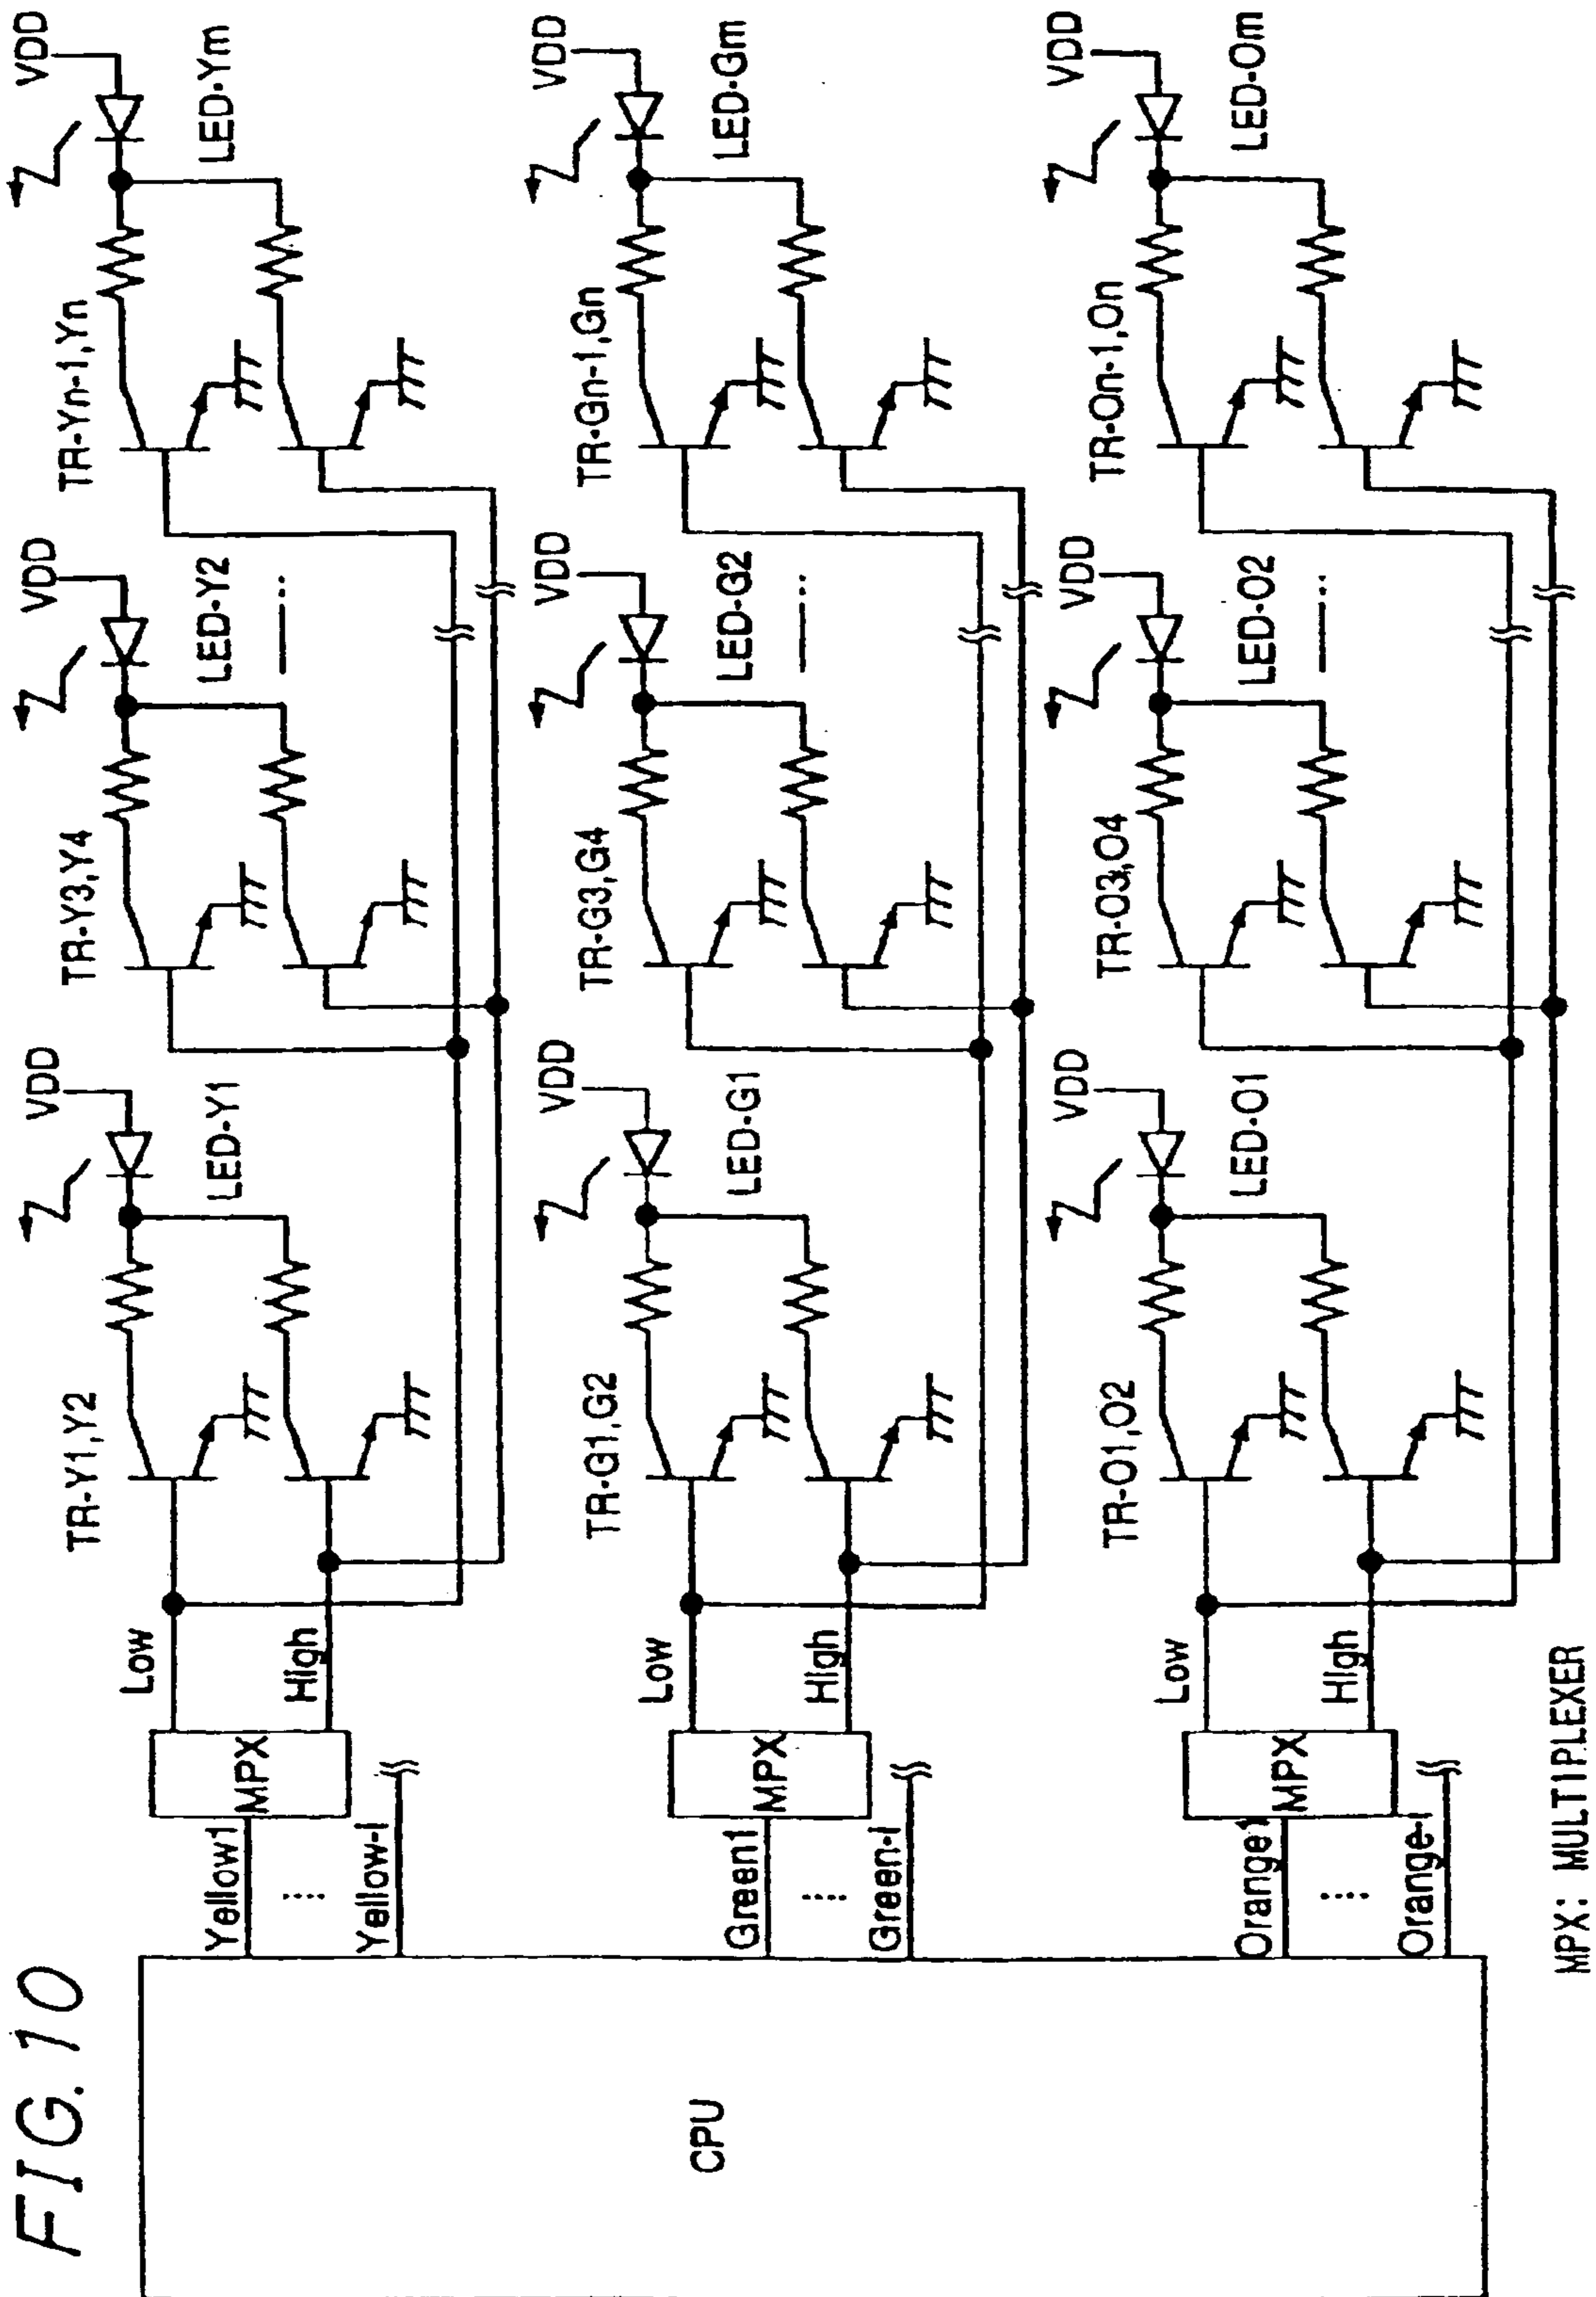 FIG.10
CPU
Yellow1
Yellow-i
MPX
Low
High
TR-Y1,Y2
LED-Y1
VDD
TR-Y3,Y4
LED-Y2
VDD
TR-Yn-1,Yn
LED-Ym
VDD
Green1
Green-i
MPX
Low
High
TR-G1,G2
LED-G1
VDD
TR-G3,G4
LED-G2
VDD
TR-Gn-1,Gn
LED-Gm
VDD
Orange1
Orange-i
MPX
Low
High
TR-O1,O2
LED-O1
VDD
TR-O3,O4
LED-O2
VDD
TR-On-1,On
LED-Om
VDD
MPX: MULTIPLEXER